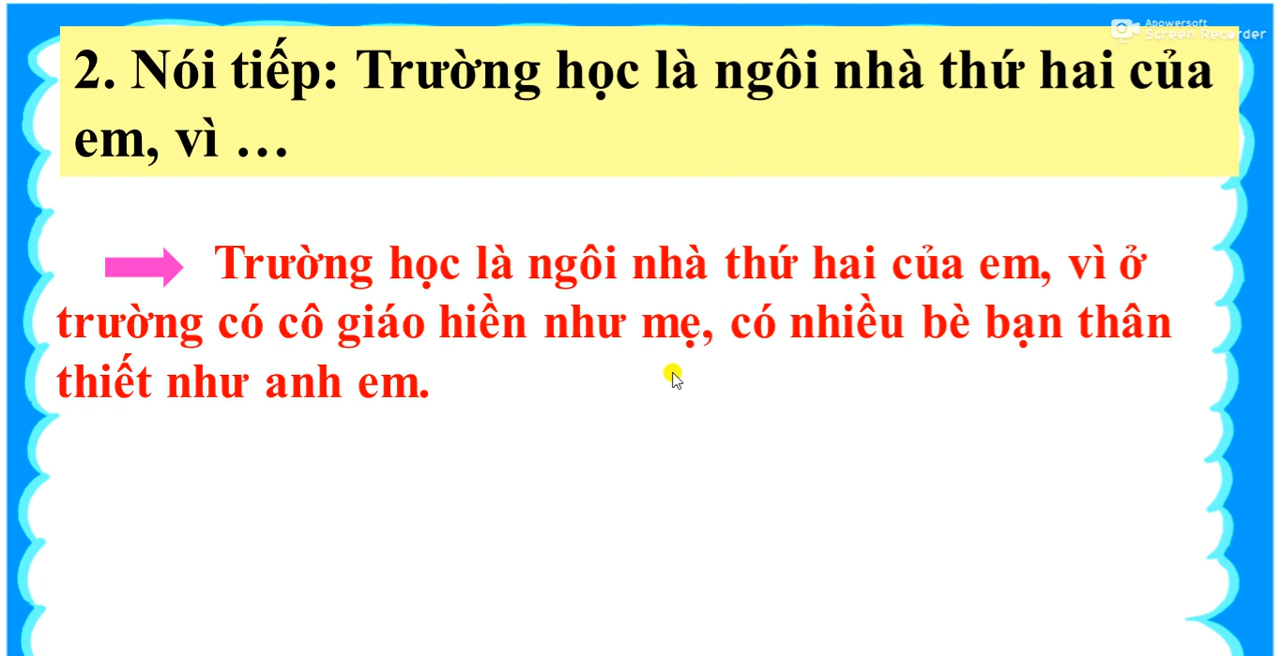 Apowersoft
Screen Recorder
2. Nói tiếp: Trường học là ngôi nhà thứ hai của
em, vì ...
Trường học là ngôi nhà thứ hai của em, vì ở
trường có cô giáo hiền như mẹ, có nhiều bè bạn thân
thiết như anh em.